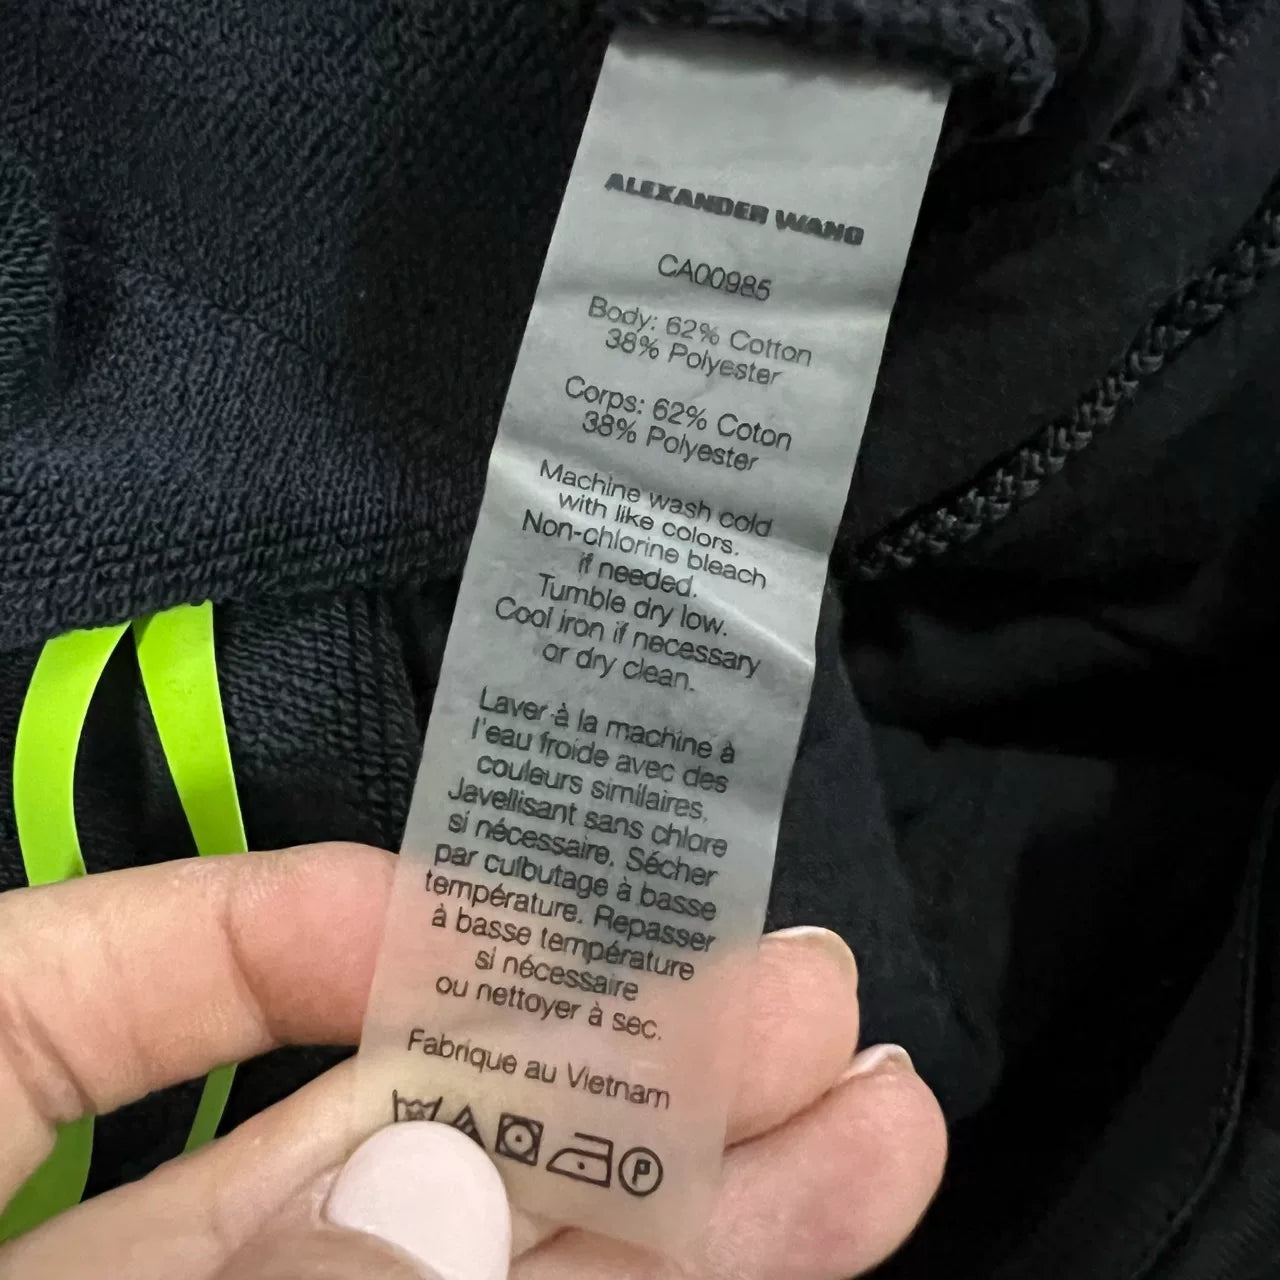 ALEXANDER WANG
CA00985
Body: 62% Cotton
38% Polyester
Corps: 62% Coton
38% Polyester
Machine wash cold
with like colors.
Non-chlorine bleach
if needed.
Tumble dry low.
Cool iron if necessary
or dry clean.
Laver à la machine à
l'eau froide avec des
couleurs similaires.
Javellisant sans chlore
si nécessaire. Sécher
par culbutage à basse
température. Repasser
à basse température
si nécessaire
ou nettoyer à sec.
Fabrique au Vietnam
P